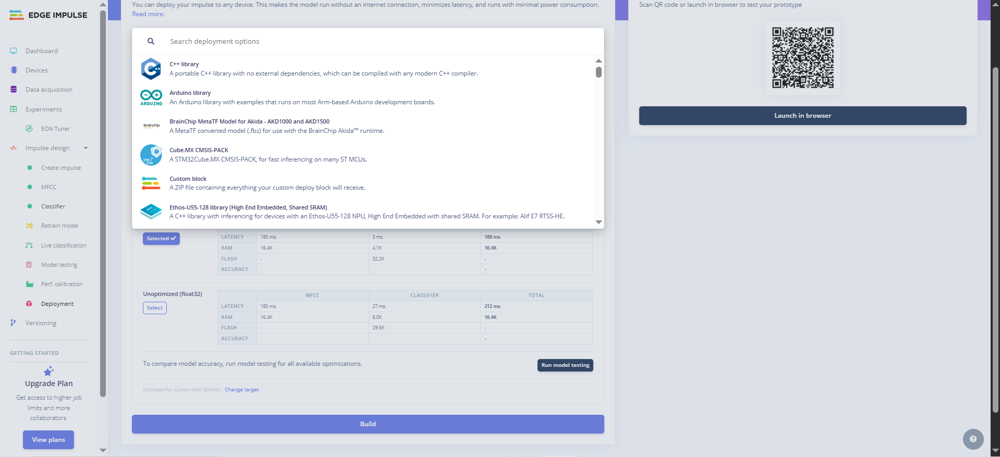 EDGE IMPULSE
Dashboard
Devices
Data acquisition
Experiments
EON Tuner
Impulse design
Create impulse
MFCC
Classifier
Retrain model
Live classification
Model testing
Perf. calibration
Deployment
Versioning
GETTING STARTED
Upgrade Plan
Get access to higher job
limits and more
collaborators.
View plans
You can deploy your impulse to any device. This makes the model run without an internet connection, minimizes latency, and runs with minimal power consumption.
Read more.
Search deployment options
C++ library
A portable C++ library with no external dependencies, which can be compiled with any modern C++ compiler.
ARDUINO
Arduino library
An Arduino library with examples that runs on most Arm-based Arduino development boards.
brainchip
BrainChip MetaTF Model for Akida - AKD1000 and AKD1500
A MetaTF converted model (.fbz) for use with the BrainChip Akida™ runtime.
Cube.MX CMSIS-PACK
A STM32Cube.MX CMSIS-PACK, for fast inferencing on many ST MCUs.
Custom block
A ZIP file containing everything your custom deploy block will receive.
Ethos-U55-128 library (High End Embedded, Shared SRAM)
A C++ library with inferencing for devices with an Ethos-U55-128 NPU, High End Embedded with shared SRAM. For example: Alif E7 RTSS-HE.
Selected
LATENCY 185 ms. 3 ms. 188 ms.
RAM 16.4K 4.1K 16.4K
FLASH - 32.2K -
ACCURACY -
Unoptimized (float32)
Select
MFCC CLASSIFIER TOTAL
LATENCY 185 ms. 27 ms. 212 ms.
RAM 16.4K 8.0K 16.4K
FLASH - 29.5K -
ACCURACY -
To compare model accuracy, run model testing for all available optimizations.
Run model testing
Estimate for Cortex-M4F 80MHz - Change target
Build
Scan QR code or launch in browser to test your prototype
Launch in browser
?